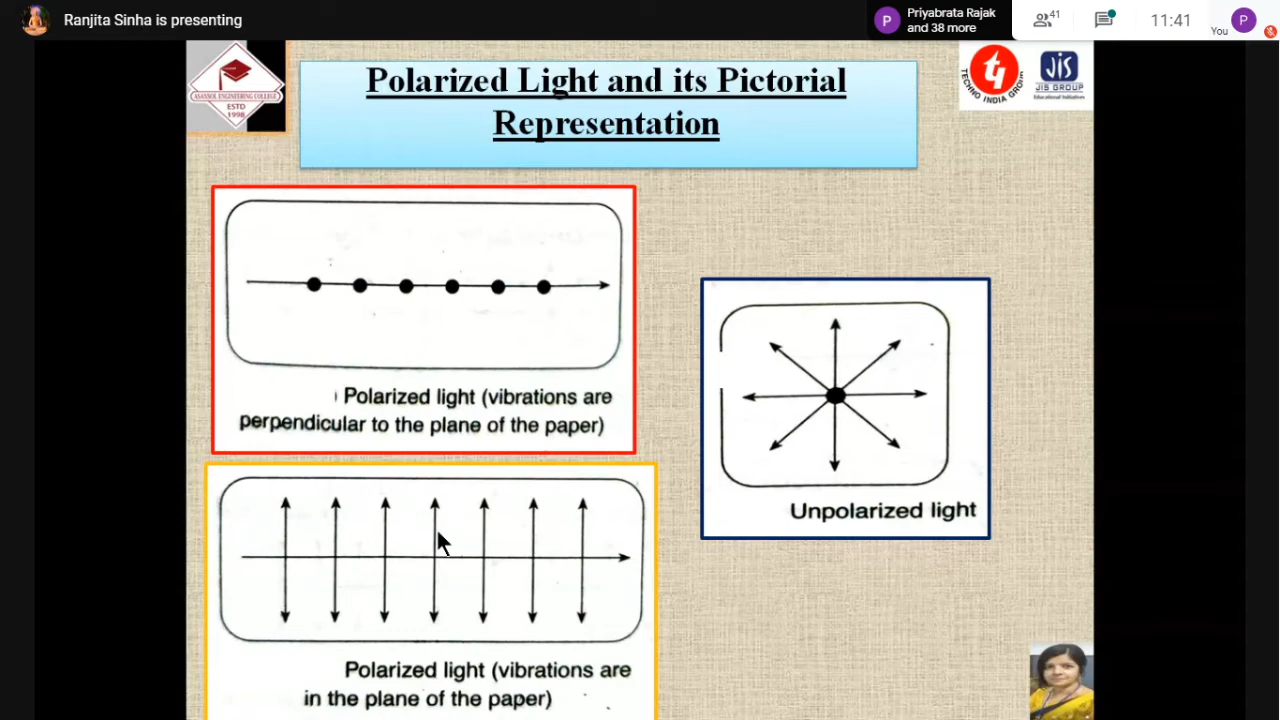 Ranjita Sinha is presenting
Priyabrata Rajak
and 38 more
P
41
11:41
You
P
ASANSOL ENGINEERING COLLEGE
ESTD
1998
Polarized Light and its Pictorial
Representation
TECHNO INDIA GROUP
JIS
JIS GROUP
Educational Initiatives
Polarized light (vibrations are
perpendicular to the plane of the paper)
Unpolarized light
Polarized light (vibrations are
in the plane of the paper)